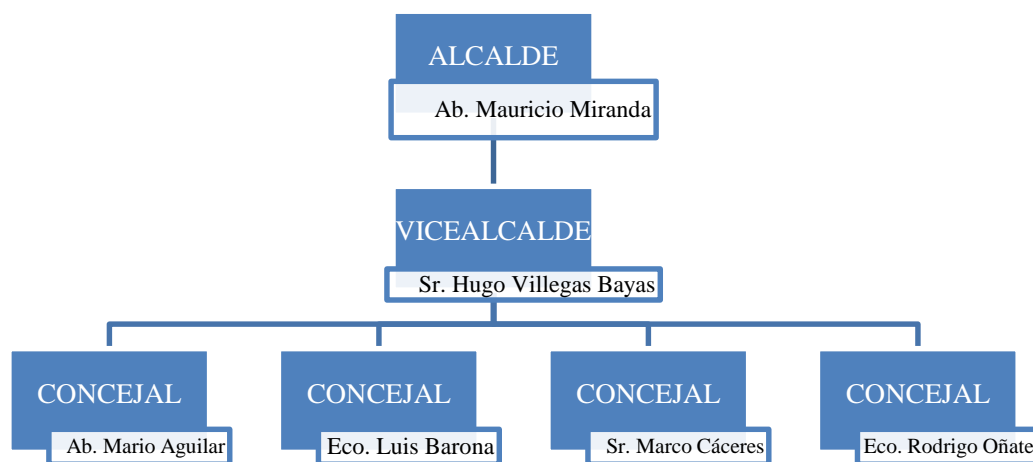 ALCALDE
Ab. Mauricio Miranda
VICEALCALDE
Sr. Hugo Villegas Bayas
CONCEJAL
Ab. Mario Aguilar
CONCEJAL
Eco. Luis Barona
CONCEJAL
Sr. Marco Cáceres
CONCEJAL
Eco. Rodrigo Oñate